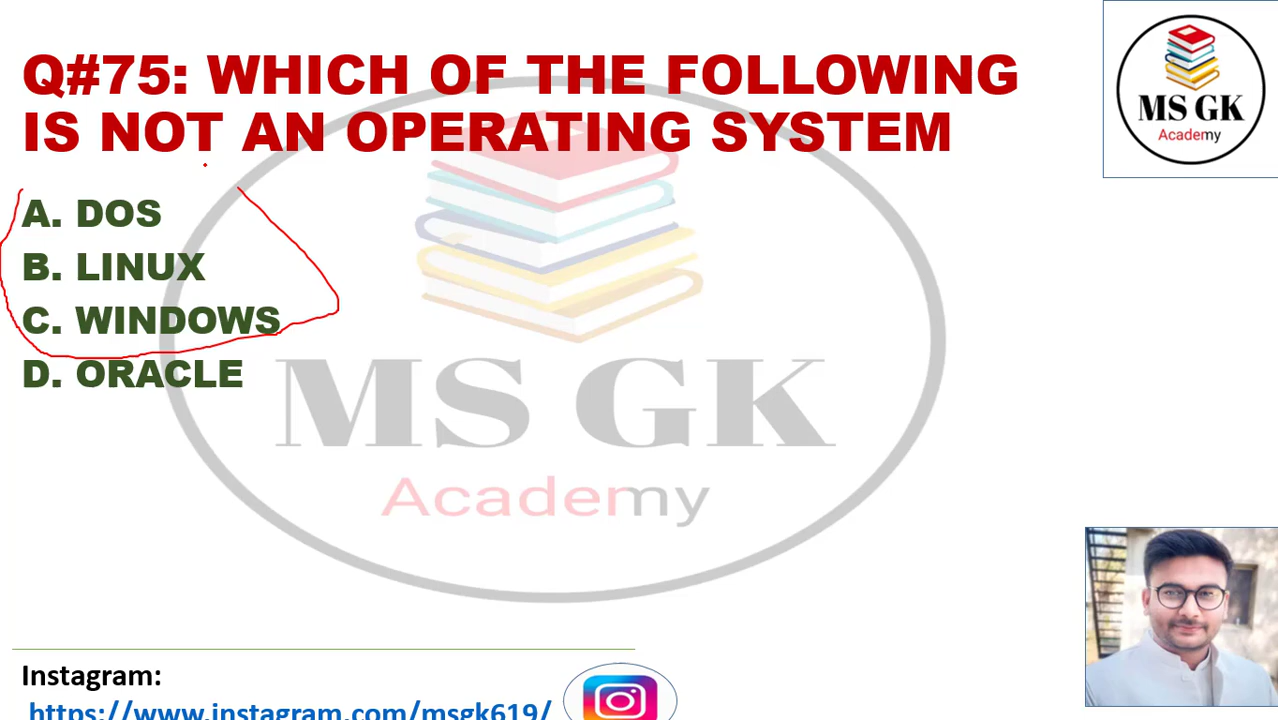 Q#75: WHICH OF THE FOLLOWING
IS NOT AN OPERATING SYSTEM
A. DOS
B. LINUX
C. WINDOWS
D. ORACLE
MS GK
Academy
MS GK
Academy
Instagram:
https://www.instagram.com/msgk619/